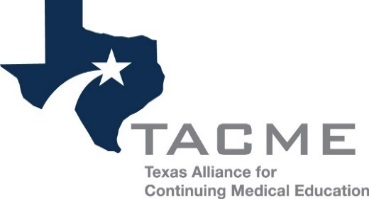 TACME
Texas Alliance for
Continuing Medical Education